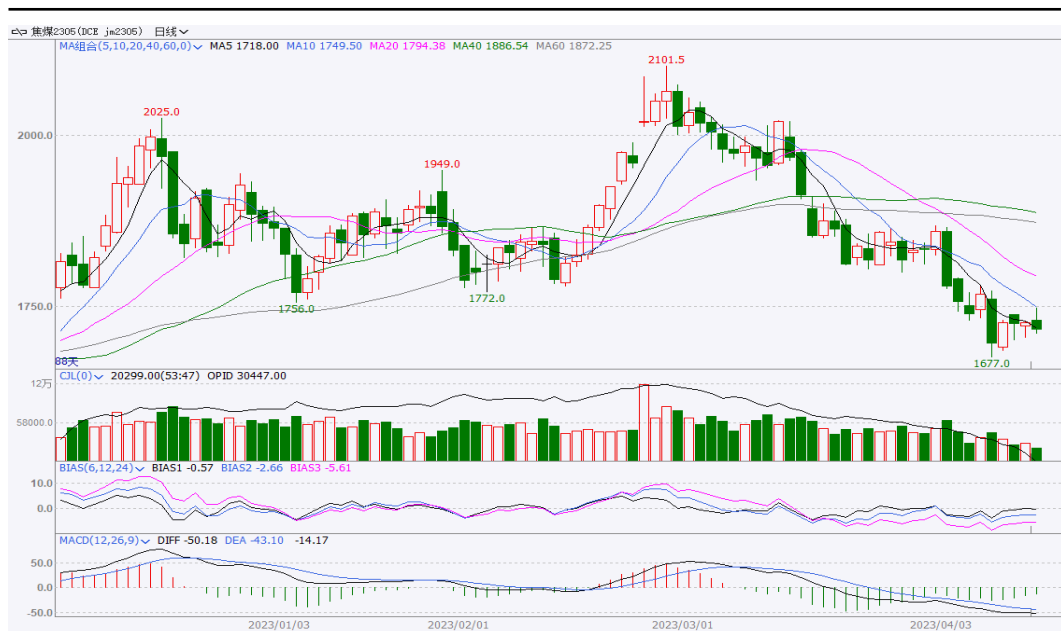 焦煤2305(DCE jm2305) 日线
MA组合(5,10,20,40,60,0) MA5 1718.00 MA10 1749.50 MA20 1794.38 MA40 1886.54 MA60 1872.25
2101.5
2025.0
2000.0
1949.0
1772.0
1756.0
1750.0
88天
1677.0
CJL(0) 20299.00(53:47) OPID 30447.00
12万
58000.0
BIAS(6,12,24) BIAS1 -0.57 BIAS2 -2.66 BIAS3 -5.61
10.0
0.0
MACD(12,26,9) DIFF -50.18 DEA -43.10 -14.17
50.0
0.0
-50.0
2023/01/03 2023/02/01 2023/03/01 2023/04/03